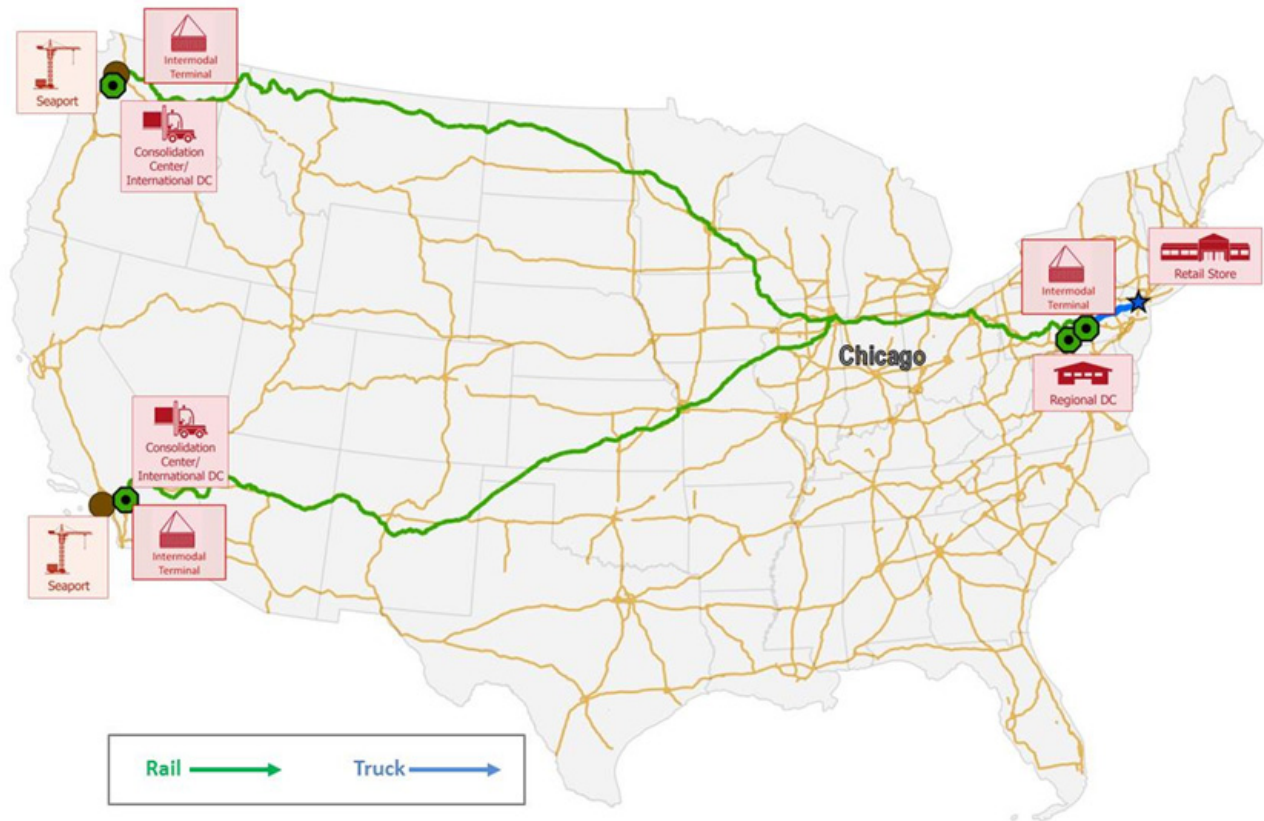 Seaport
Intermodal
Terminal
Consolidation
Center/
International DC
Intermodal
Terminal
Retail Store
Chicago
Regional DC
Consolidation
Center/
International DC
Seaport
Intermodal
Terminal
Rail
Truck